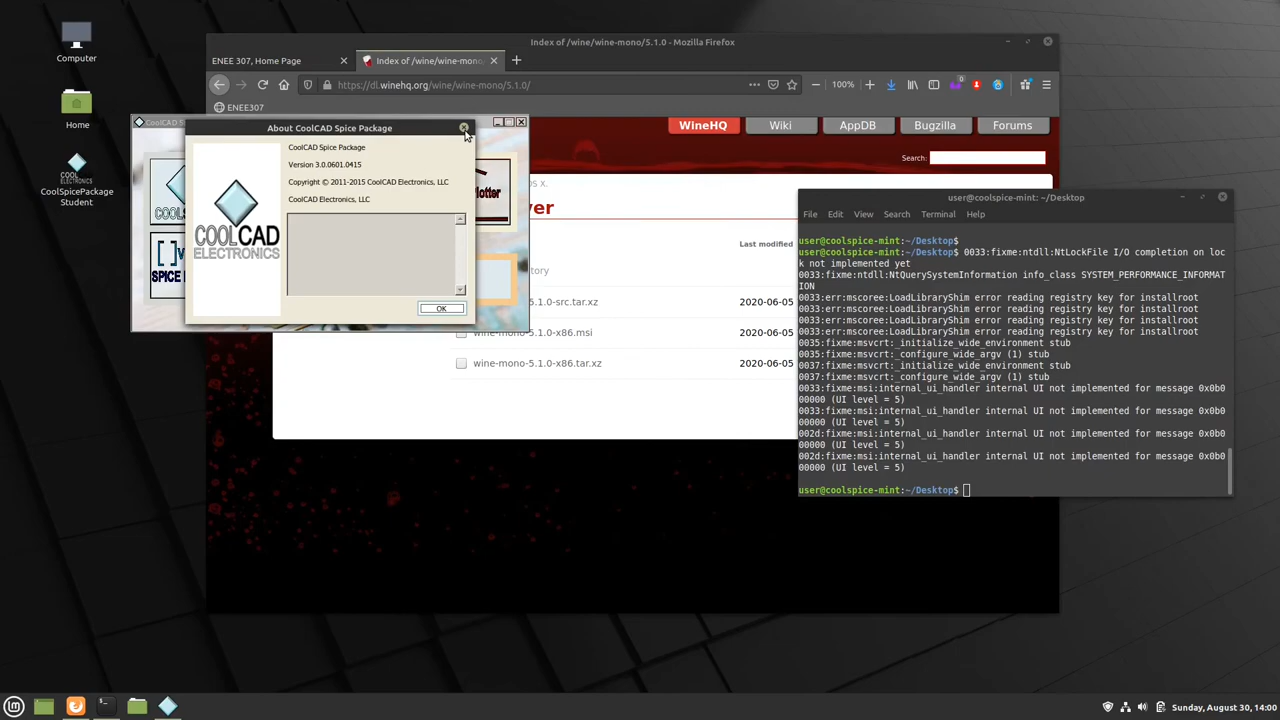 Computer
Home
CoolSpicePackage
Student
COOLCAD
ELECTRONICS
Index of /wine/wine-mono/5.1.0 - Mozilla Firefox
ENEE 307, Home Page
Index of /wine/wine-mono/
https://dl.winehq.org/wine/wine-mono/5.1.0/
100%
0
ENEE307
WineHQ
Wiki
AppDB
Bugzilla
Forums
Search:
OS X.
ver
Last modified
tory
.1.0-src.tar.xz
2020-06-05
wine-mono-5.1.0-x86.msi
2020-06-05
wine-mono-5.1.0-x86.tar.xz
2020-06-05
CoolCAD S
About CoolCAD Spice Package
CoolCAD Spice Package
Version 3.0.0601.0415
Copyright © 2011-2015 CoolCAD Electronics, LLC
CoolCAD Electronics, LLC
COOLCAD
ELECTRONICS
OK
COOLS
SPICE
lotter
user@coolspice-mint: ~/Desktop
File Edit View Search Terminal Help
user@coolspice-mint:~/Desktop$
user@coolspice-mint:~/Desktop$ 0033:fixme:ntdll:NtLockFile I/O completion on loc
k not implemented yet
0033:fixme:ntdll:NtQuerySystemInformation info_class SYSTEM_PERFORMANCE_INFORMAT
ION
0033:err:mscoree:LoadLibraryShim error reading registry key for installroot
0033:err:mscoree:LoadLibraryShim error reading registry key for installroot
0033:err:mscoree:LoadLibraryShim error reading registry key for installroot
0033:err:mscoree:LoadLibraryShim error reading registry key for installroot
0035:fixme:msvcrt:_initialize_wide_environment stub
0035:fixme:msvcrt:_configure_wide_argv (1) stub
0037:fixme:msvcrt:_initialize_wide_environment stub
0037:fixme:msvcrt:_configure_wide_argv (1) stub
0033:fixme:msi:internal_ui_handler internal UI not implemented for message 0x0b0
00000 (UI level = 5)
0033:fixme:msi:internal_ui_handler internal UI not implemented for message 0x0b0
00000 (UI level = 5)
002d:fixme:msi:internal_ui_handler internal UI not implemented for message 0x0b0
00000 (UI level = 5)
002d:fixme:msi:internal_ui_handler internal UI not implemented for message 0x0b0
00000 (UI level = 5)
user@coolspice-mint:~/Desktop$
Sunday, August 30, 14:00